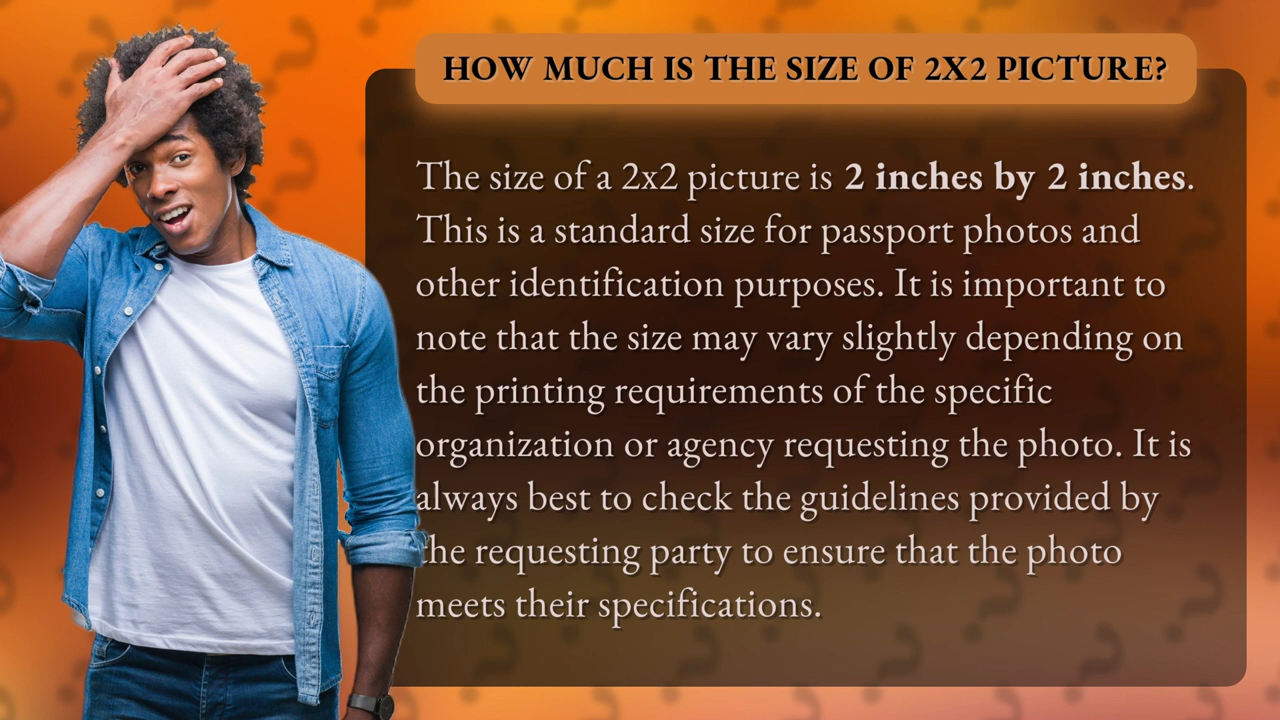 HOW MUCH IS THE SIZE OF 2X2 PICTURE?
The size of a 2x2 picture is 2 inches by 2 inches.
This is a standard size for passport photos and
other identification purposes. It is important to
note that the size may vary slightly depending on
the printing requirements of the specific
organization or agency requesting the photo. It is
always best to check the guidelines provided by
the requesting party to ensure that the photo
meets their specifications.